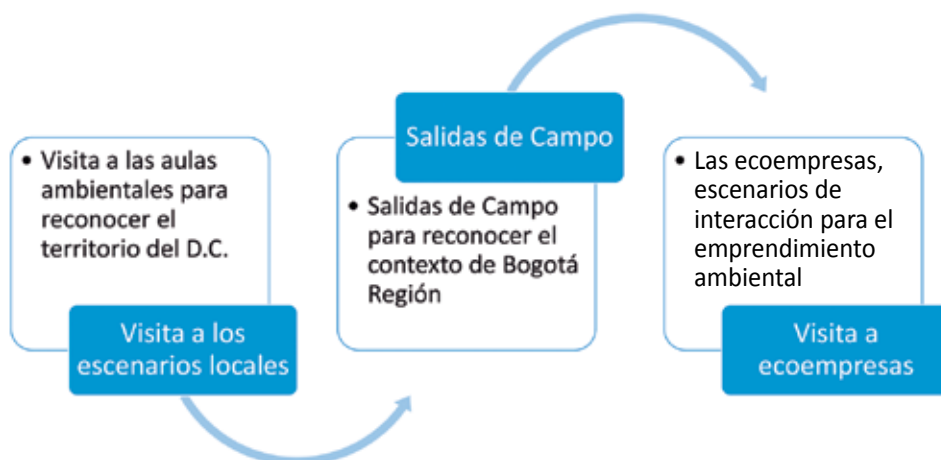 • Visita a las aulas
ambientales para
reconocer el
territorio del D.C.
Visita a los
escenarios locales
Salidas de Campo
• Salidas de Campo
para reconocer el
contexto de Bogotá
Región
• Las ecoempresas,
escenarios de
interacción para el
emprendimiento
ambiental
Visita a
ecoempresas